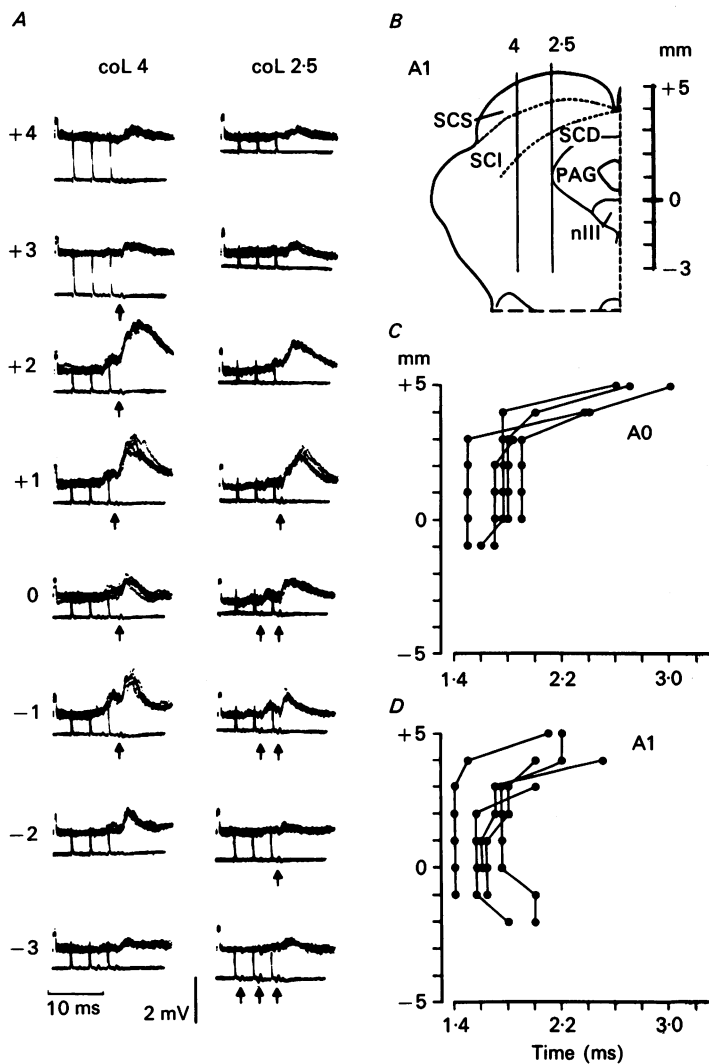 A
coL 4
coL 2·5
+4
+3
+2
+1
0
−1
−2
−3
10 ms
2 mV
B
A1
4
2·5
mm
+5
0
−3
SCS
SCI
SCD
PAG
nIII
C
mm
+5
0
−5
A0
1·4
2·2
3·0
D
+5
0
−5
A1
1·4
2·2
3·0
Time (ms)